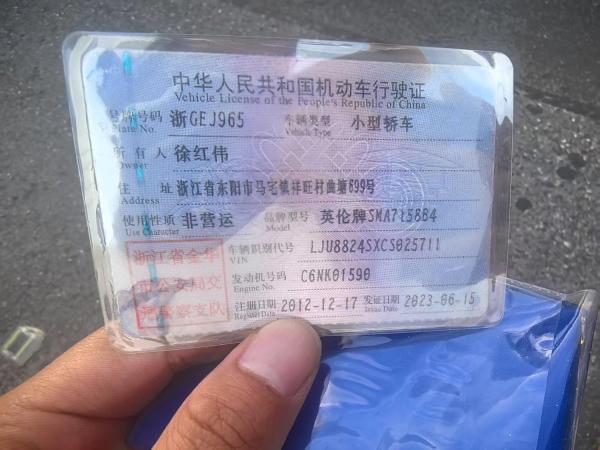 中华人民共和国机动车行驶证
Vehicle License of the People's Republic of China
号牌号码 浙GEJ965 车辆类型 小型轿车
Plate No. Vehicle Type
所有人 徐红伟
Owner
住址 浙江省东阳市马宅镇祥旺村曲塘699号
使用性质 非营运 品牌型号 英伦牌SMA7158B4
Use Character Model
浙江省金华 车辆识别代号 LJU8824SXCS025711
VIN
市公安局交 发动机号码 C6NK01590
Engine No.
通警察支队 注册日期 2012-12-17 发证日期 2023-06-15
Register Date Issue Date